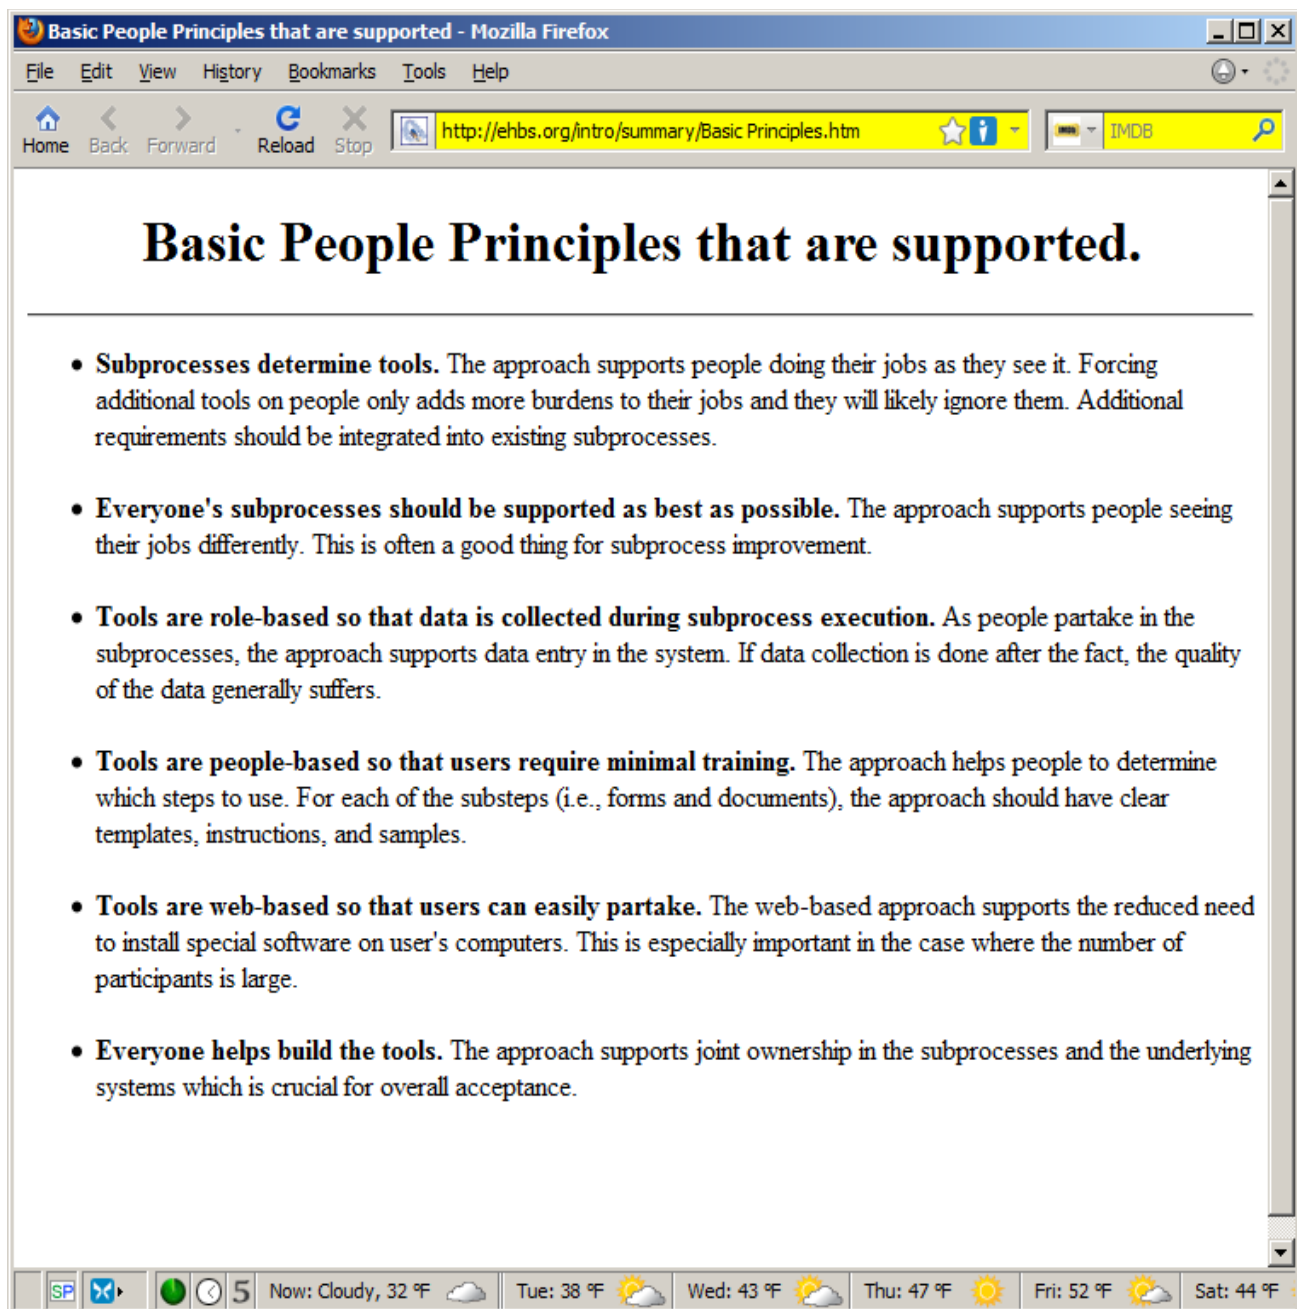 Basic People Principles that are supported - Mozilla Firefox
File Edit View History Bookmarks Tools Help
Home Back Forward Reload Stop http://ehbs.org/intro/summary/Basic Principles.htm IMDB
Basic People Principles that are supported.
• Subprocesses determine tools. The approach supports people doing their jobs as they see it. Forcing
additional tools on people only adds more burdens to their jobs and they will likely ignore them. Additional
requirements should be integrated into existing subprocesses.
• Everyone's subprocesses should be supported as best as possible. The approach supports people seeing
their jobs differently. This is often a good thing for subprocess improvement.
• Tools are role-based so that data is collected during subprocess execution. As people partake in the
subprocesses, the approach supports data entry in the system. If data collection is done after the fact, the quality
of the data generally suffers.
• Tools are people-based so that users require minimal training. The approach helps people to determine
which steps to use. For each of the substeps (i.e., forms and documents), the approach should have clear
templates, instructions, and samples.
• Tools are web-based so that users can easily partake. The web-based approach supports the reduced need
to install special software on user's computers. This is especially important in the case where the number of
participants is large.
• Everyone helps build the tools. The approach supports joint ownership in the subprocesses and the underlying
systems which is crucial for overall acceptance.
SP 5 Now: Cloudy, 32 °F Tue: 38 °F Wed: 43 °F Thu: 47 °F Fri: 52 °F Sat: 44 °F